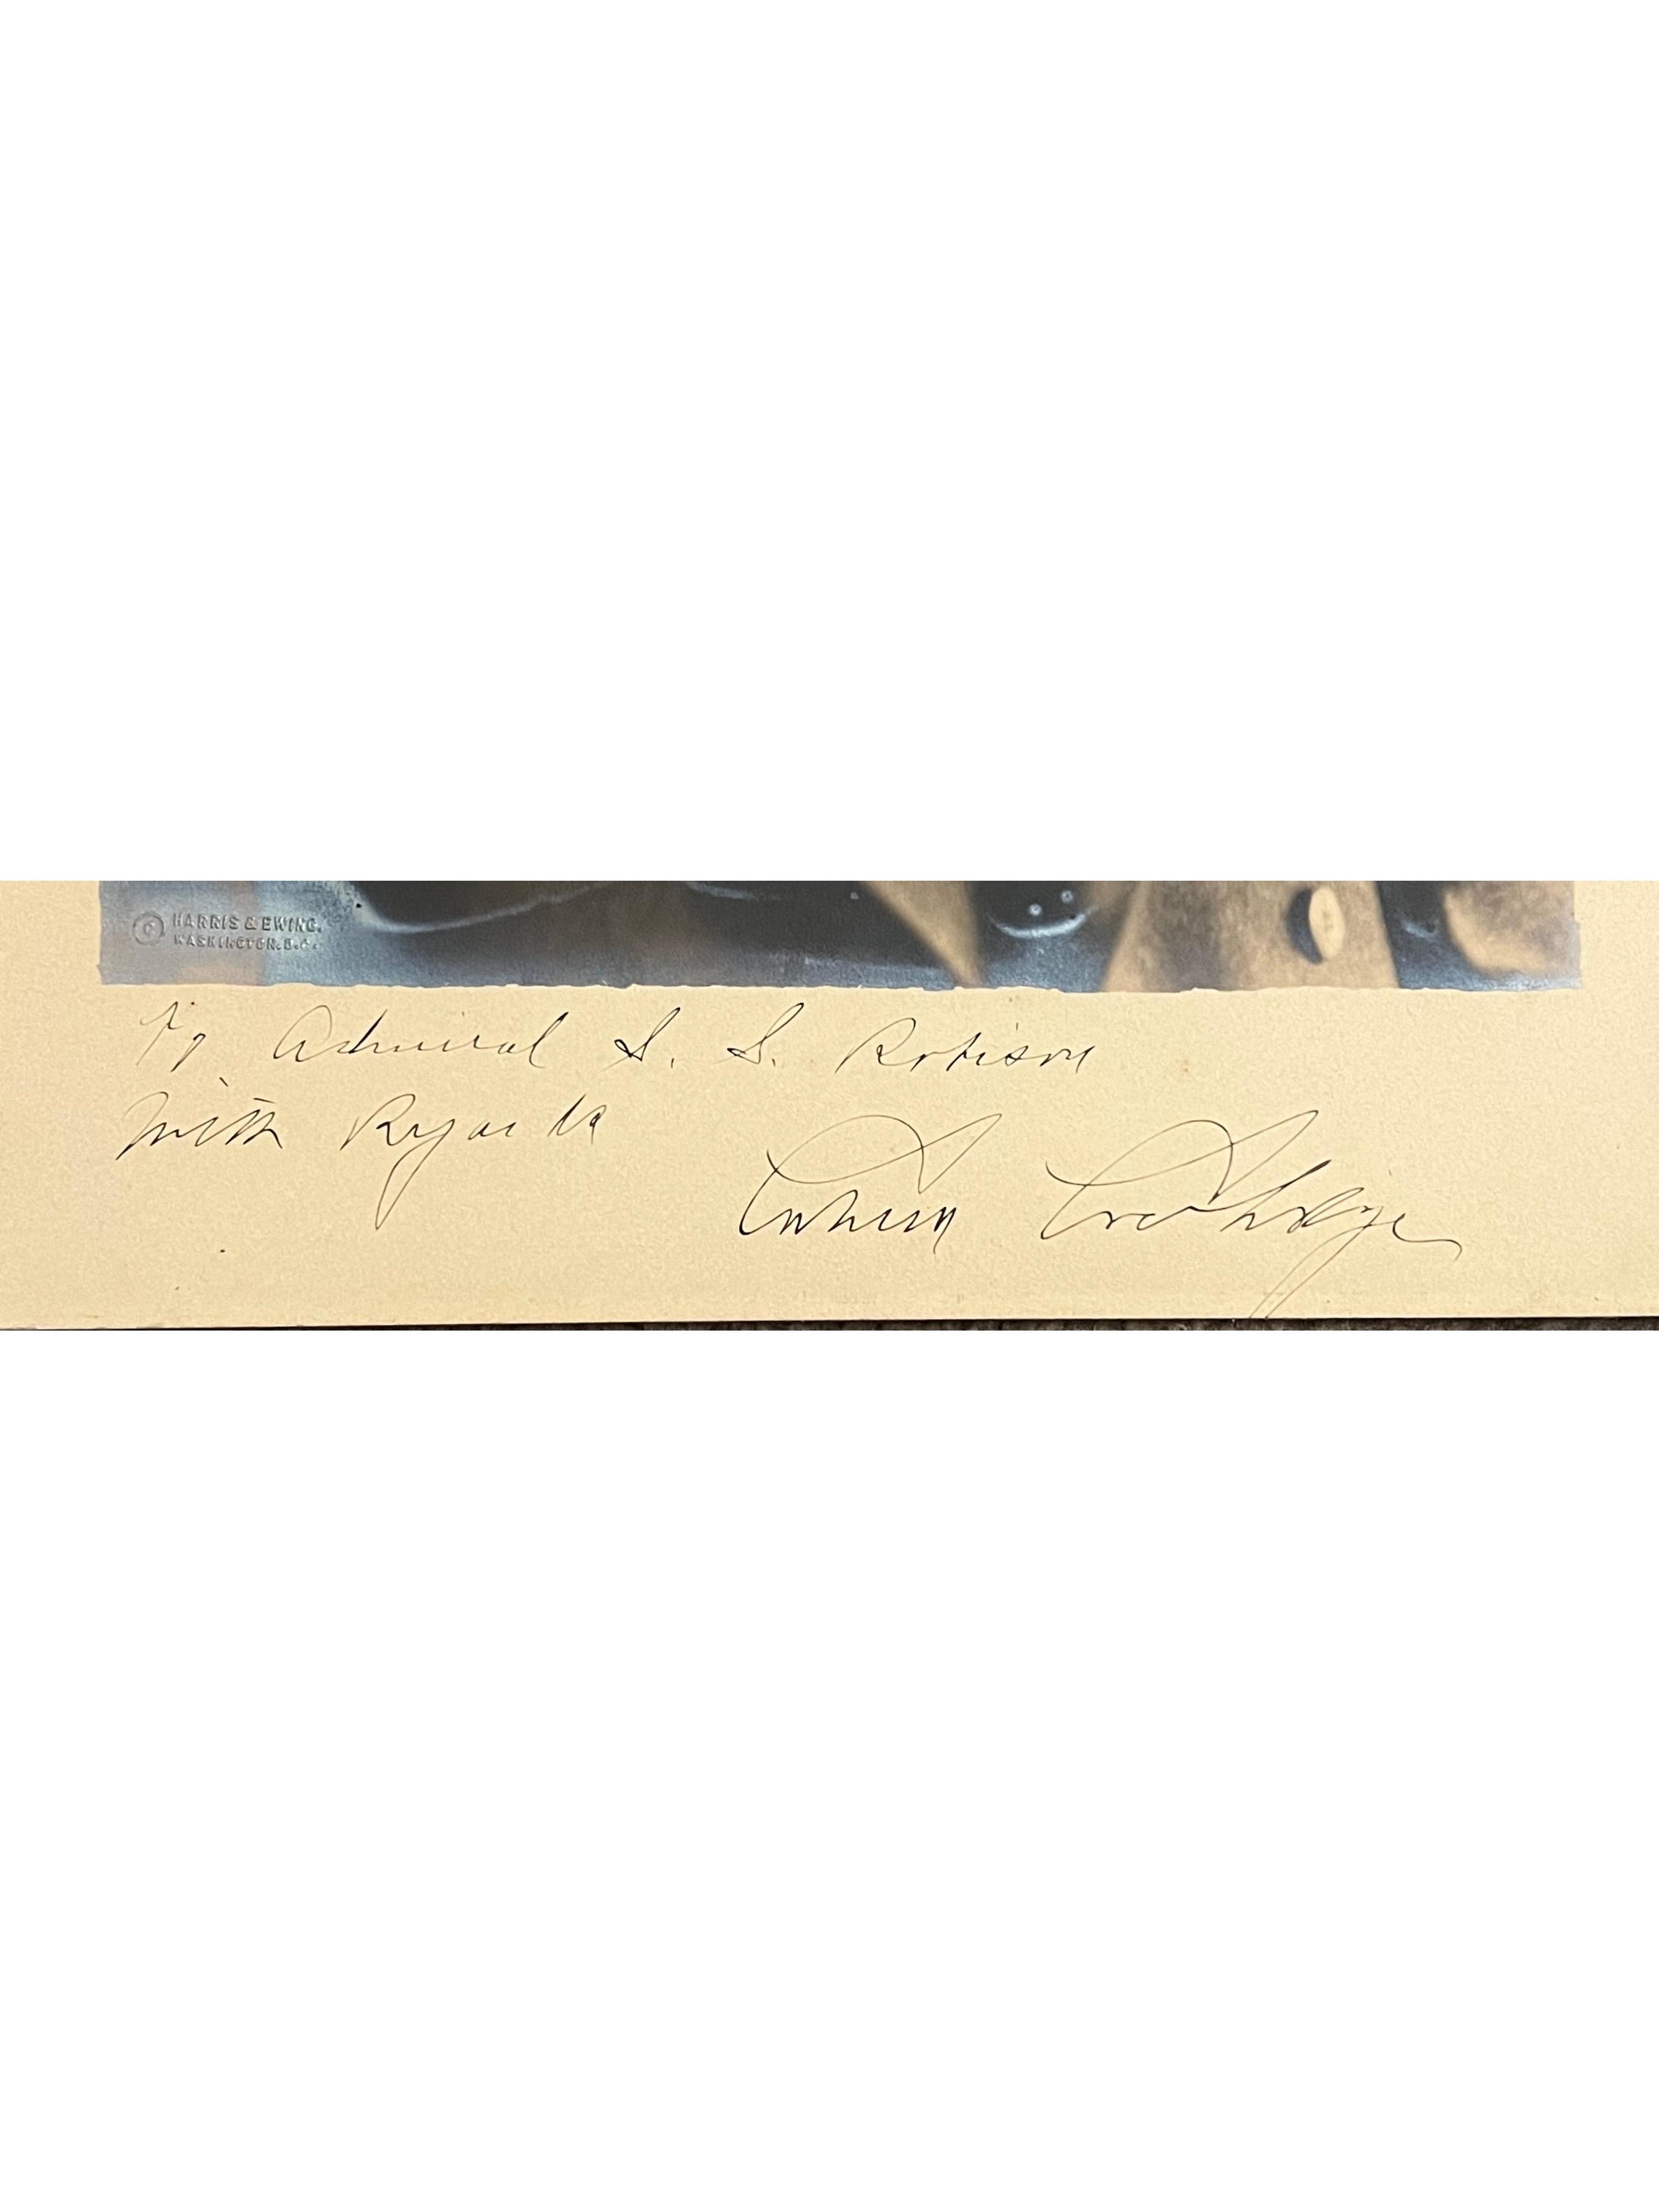 © HARRIS & EWING.
WASHINGTON. D.C.
To Admiral S. S. Robison
With Regards
Calvin Coolidge